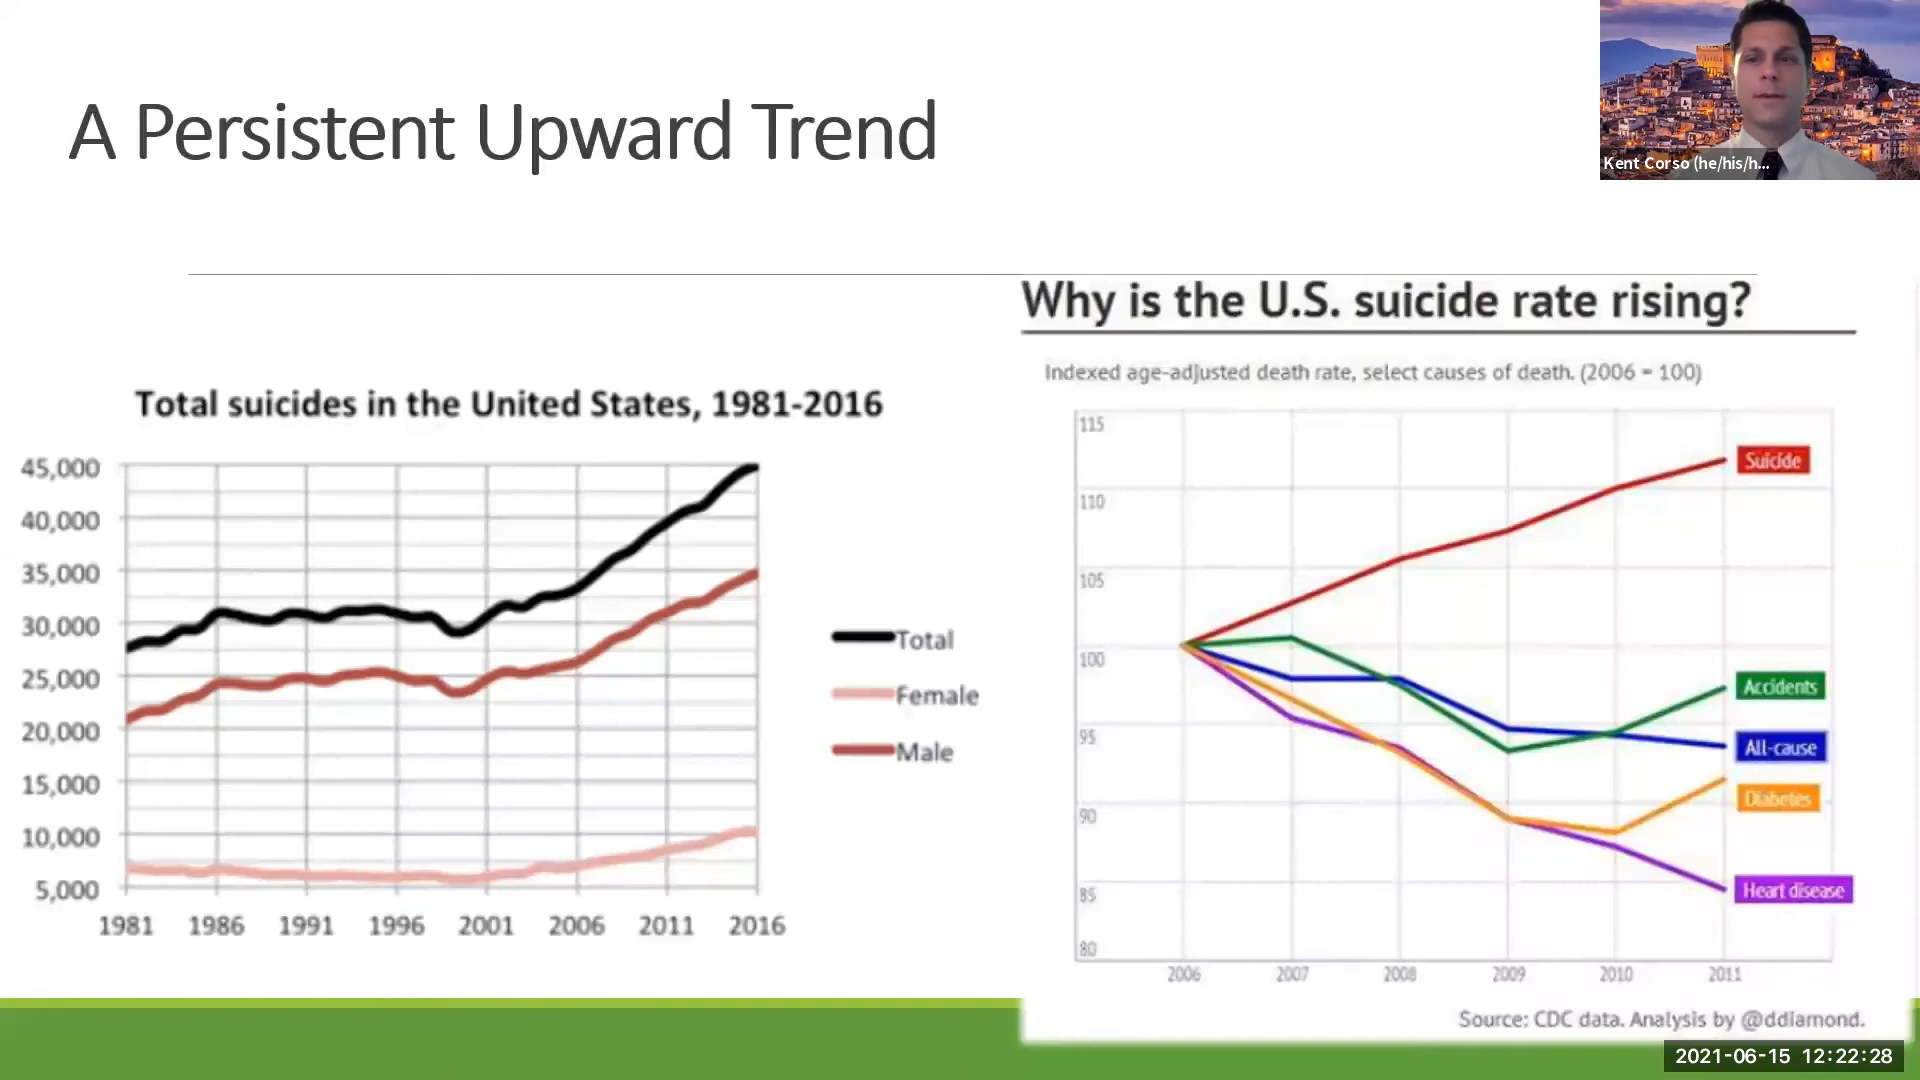 A Persistent Upward Trend
Kent Corso (he/his/h...
Why is the U.S. suicide rate rising?
Indexed age-adjusted death rate, select causes of death. (2006 = 100)
Total suicides in the United States, 1981-2016
45,000
40,000
35,000
30,000
25,000
20,000
15,000
10,000
5,000
1981 1986 1991 1996 2001 2006 2011 2016
Total
Female
Male
115
110
105
100
95
90
85
80
Suicide
Accidents
All-cause
Diabetes
Heart disease
2006 2007 2008 2009 2010 2011
Source: CDC data. Analysis by @ddiamond.
2021-06-15 12:22:28